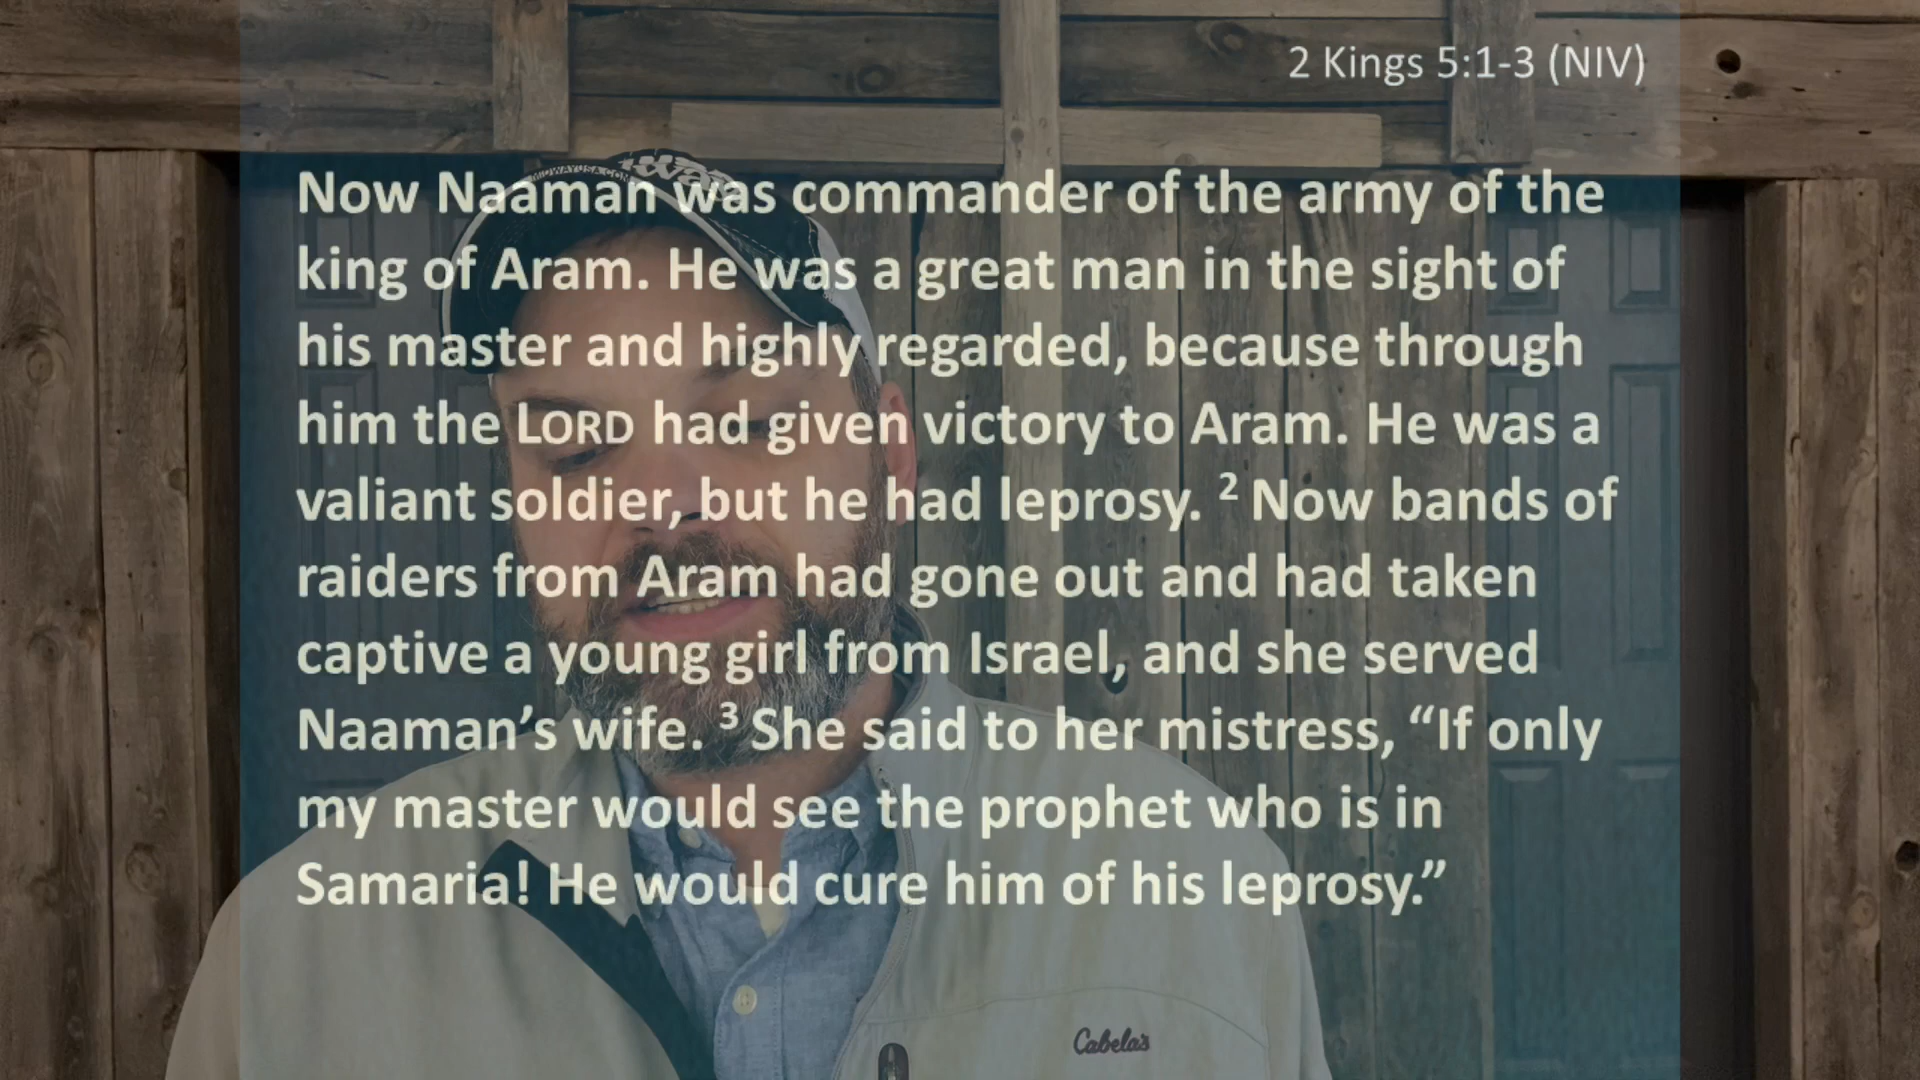 2 Kings 5:1-3 (NIV)
MIDWAYUSA.COM
Now Naaman was commander of the army of the
king of Aram. He was a great man in the sight of
his master and highly regarded, because through
him the LORD had given victory to Aram. He was a
valiant soldier, but he had leprosy. 2 Now bands of
raiders from Aram had gone out and had taken
captive a young girl from Israel, and she served
Naaman’s wife. 3 She said to her mistress, “If only
my master would see the prophet who is in
Samaria! He would cure him of his leprosy.”
Cabela's